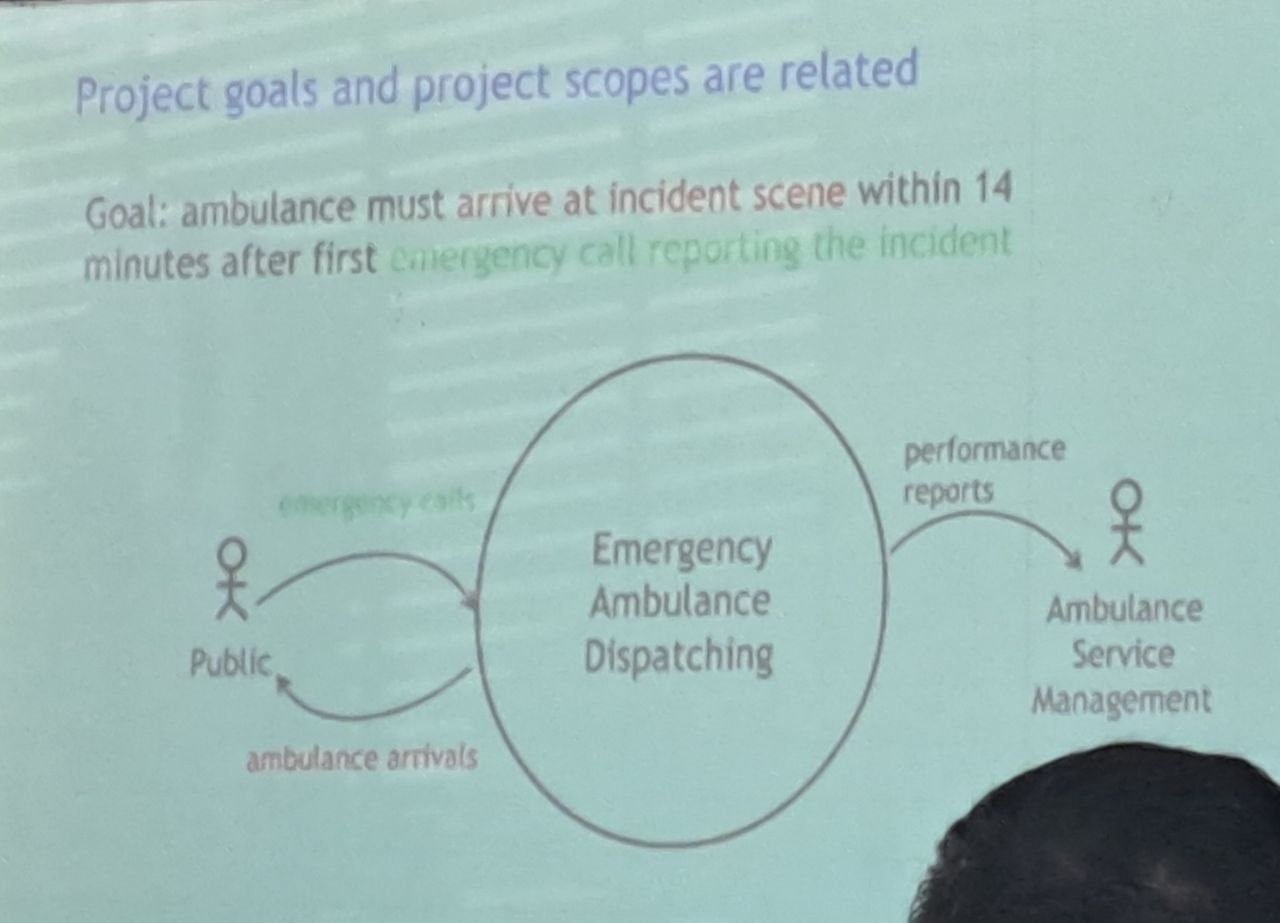 Project goals and project scopes are related
Goal: ambulance must arrive at incident scene within 14
minutes after first emergency call reporting the incident
performance
reports
emergency calls
Emergency
Ambulance
Dispatching
Public
Ambulance
Service
Management
ambulance arrivals